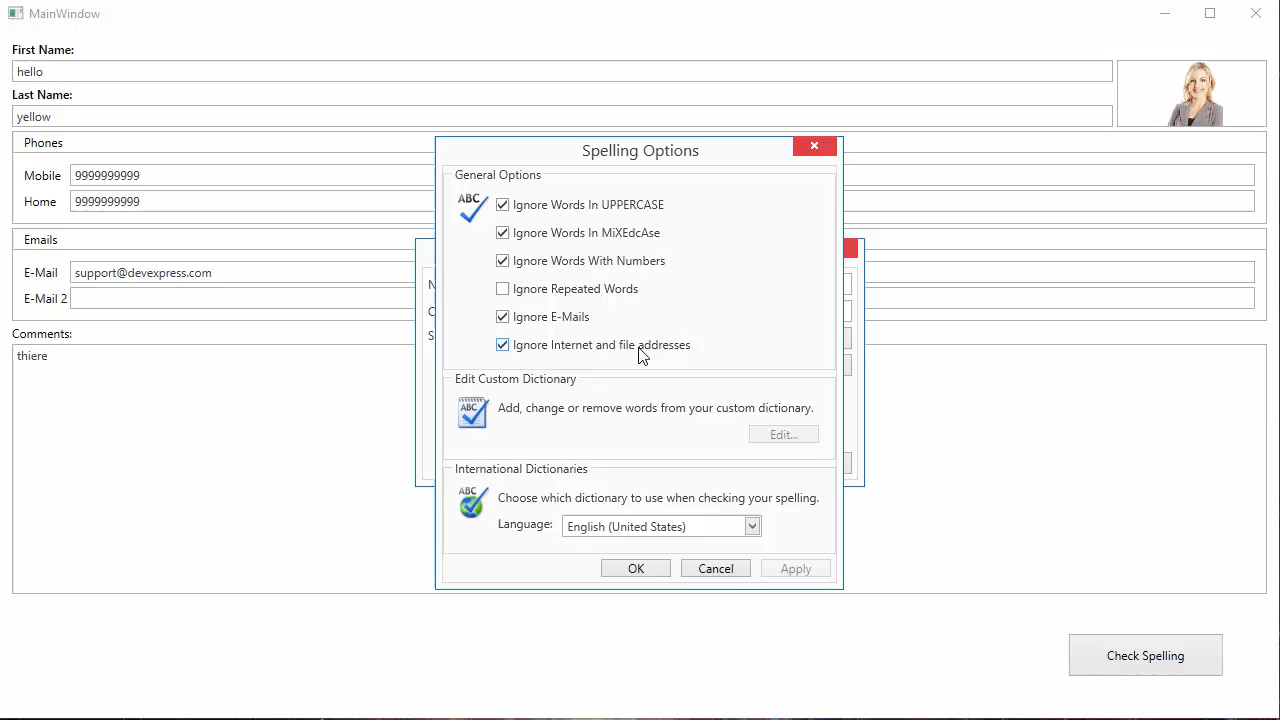 MainWindow
First Name:
hello
Last Name:
yellow
Phones
Mobile
9999999999
Home
9999999999
Emails
E-Mail
support@devexpress.com
E-Mail 2
Comments:
thiere
Spelling Options
General Options
ABC
Ignore Words In UPPERCASE
Ignore Words In MiXEdcAse
Ignore Words With Numbers
Ignore Repeated Words
Ignore E-Mails
Ignore Internet and file addresses
Edit Custom Dictionary
ABC
Add, change or remove words from your custom dictionary.
Edit...
International Dictionaries
ABC
Choose which dictionary to use when checking your spelling.
Language:
English (United States)
OK
Cancel
Apply
Check Spelling